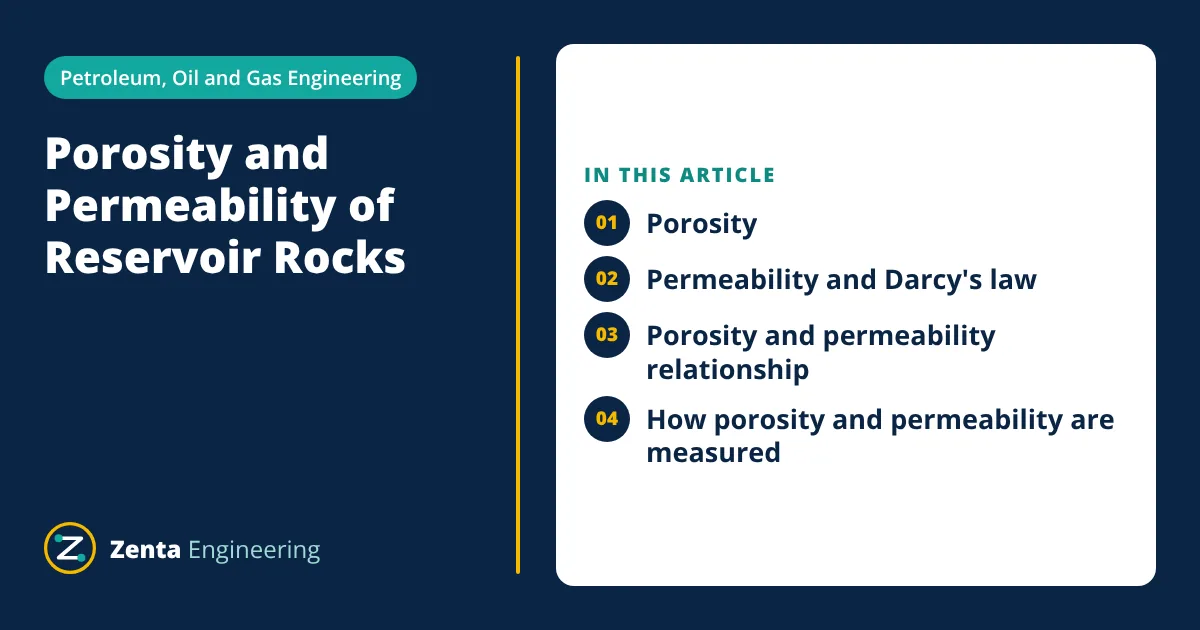 Petroleum, Oil and Gas Engineering
Porosity and
Permeability of
Reservoir Rocks
Zenta Engineering
IN THIS ARTICLE
01 Porosity
02 Permeability and Darcy's law
03 Porosity and permeability
relationship
04 How porosity and permeability are
measured